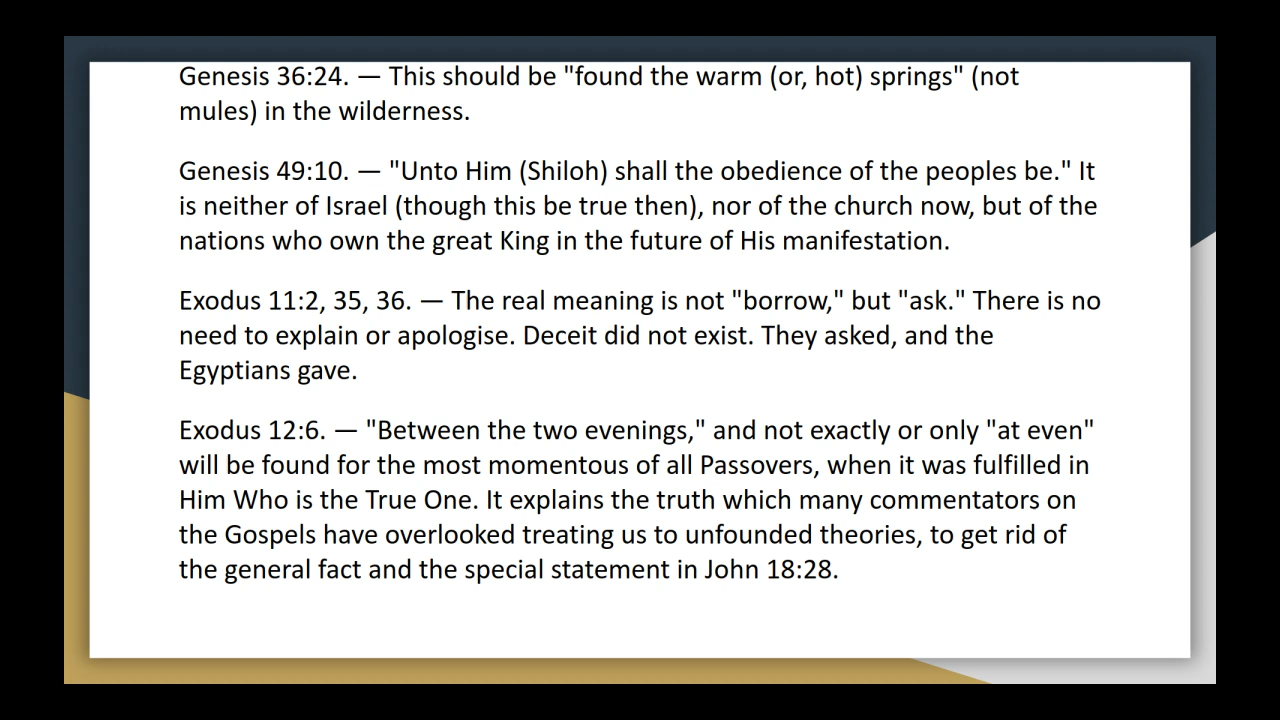 Genesis 36:24. — This should be "found the warm (or, hot) springs" (not
mules) in the wilderness.
Genesis 49:10. — "Unto Him (Shiloh) shall the obedience of the peoples be." It
is neither of Israel (though this be true then), nor of the church now, but of the
nations who own the great King in the future of His manifestation.
Exodus 11:2, 35, 36. — The real meaning is not "borrow," but "ask." There is no
need to explain or apologise. Deceit did not exist. They asked, and the
Egyptians gave.
Exodus 12:6. — "Between the two evenings," and not exactly or only "at even"
will be found for the most momentous of all Passovers, when it was fulfilled in
Him Who is the True One. It explains the truth which many commentators on
the Gospels have overlooked treating us to unfounded theories, to get rid of
the general fact and the special statement in John 18:28.